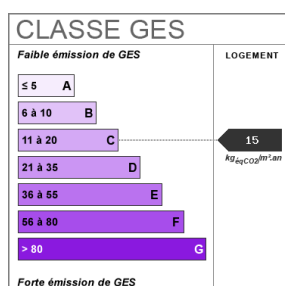 CLASSE GES
Faible émission de GES
LOGEMENT
≤ 5 A
6 à 10 B
11 à 20 C
15
kgéqCO2/m².an
21 à 35 D
36 à 55 E
56 à 80 F
> 80 G
Forte émission de GES